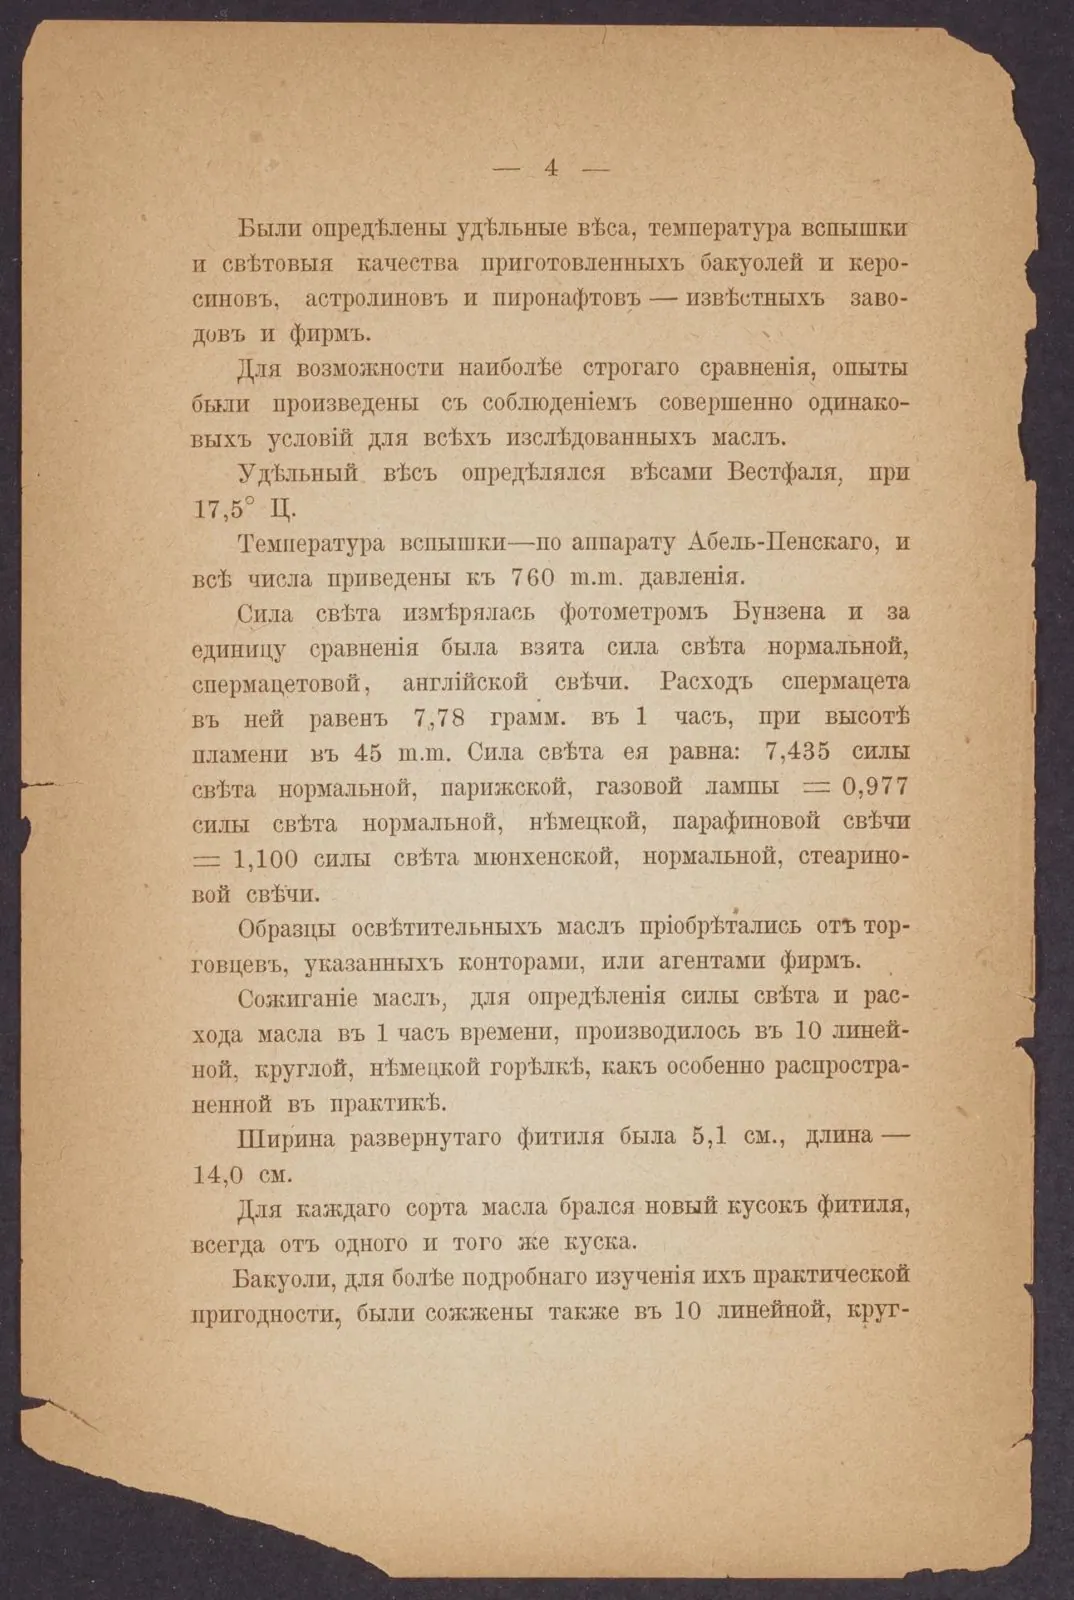 — 4 —
Были опредѣлены удѣльные вѣса, температура вспышки
и свѣтовыя качества приготовленныхъ бакуолей и керо-
синовъ, астролиновъ и пиронафтовъ — извѣстныхъ заво-
довъ и фирмъ.
Для возможности наиболѣе строгаго сравненія, опыты
были произведены съ соблюденіемъ совершенно одинако-
выхъ условій для всѣхъ изслѣдованныхъ маслъ.
Удѣльный вѣсъ опредѣлялся вѣсами Вестфаля, при
17,5° Ц.
Температура вспышки—по аппарату Абель-Пенскаго, и
всѣ числа приведены къ 760 m.m. давленія.
Сила свѣта измѣрялась фотометромъ Бунзена и за
единицу сравненія была взята сила свѣта нормальной,
спермацетовой, англійской свѣчи. Расходъ спермацета
въ ней равенъ 7,78 грамм. въ 1 часъ, при высотѣ
пламени въ 45 m.m. Сила свѣта ея равна: 7,435 силы
свѣта нормальной, парижской, газовой лампы = 0,977
силы свѣта нормальной, нѣмецкой, парафиновой свѣчи
= 1,100 силы свѣта мюнхенской, нормальной, стеарино-
вой свѣчи.
Образцы освѣтительныхъ маслъ пріобрѣтались отъ тор-
говцевъ, указанныхъ конторами, или агентами фирмъ.
Сожиганіе маслъ, для опредѣленія силы свѣта и рас-
хода масла въ 1 часъ времени, производилось въ 10 линей-
ной, круглой, нѣмецкой горѣлкѣ, какъ особенно распростра-
ненной въ практикѣ.
Ширина развернутаго фитиля была 5,1 см., длина —
14,0 см.
Для каждаго сорта масла брался новый кусокъ фитиля,
всегда отъ одного и того же куска.
Бакуоли, для болѣе подробнаго изученія ихъ практической
пригодности, были сожжены также въ 10 линейной, круг-